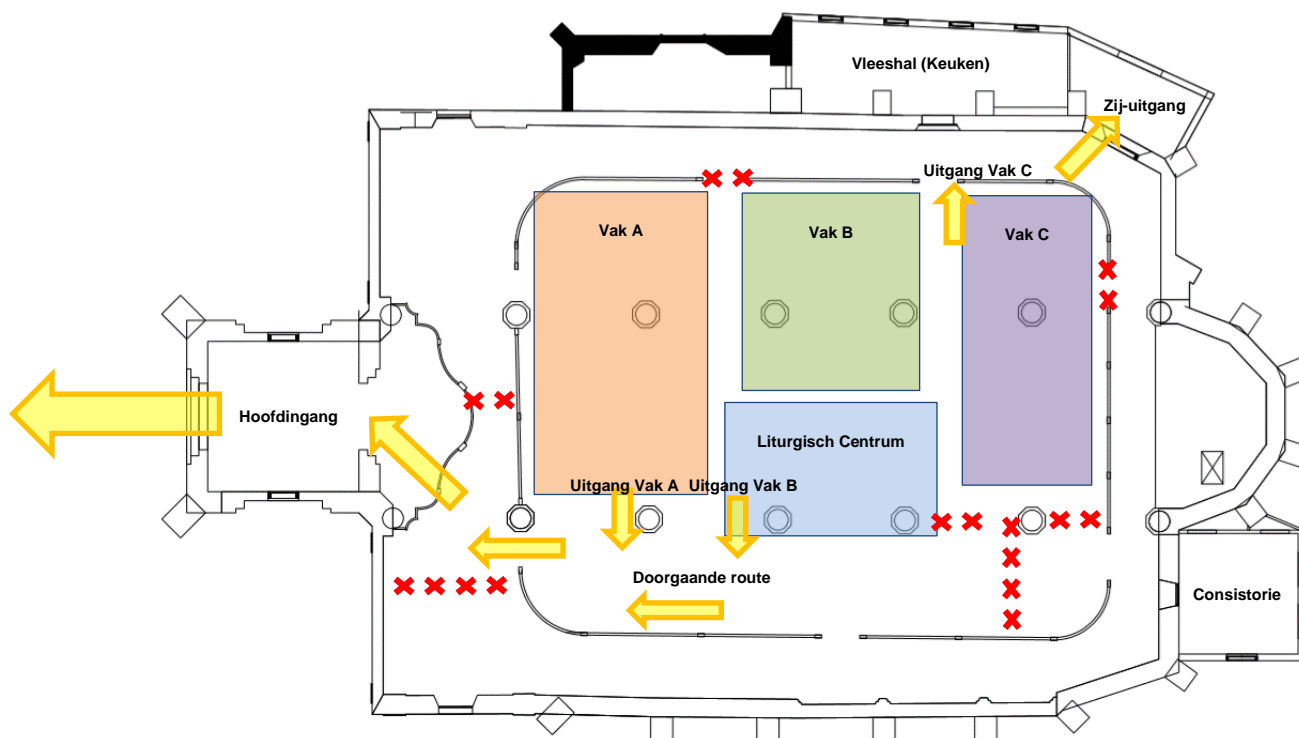 Vleeshal (Keuken)
Zij-uitgang
Uitgang Vak C
Vak A
Vak B
Vak C
Hoofdingang
Liturgisch Centrum
Uitgang Vak A
Uitgang Vak B
Doorgaande route
Consistorie